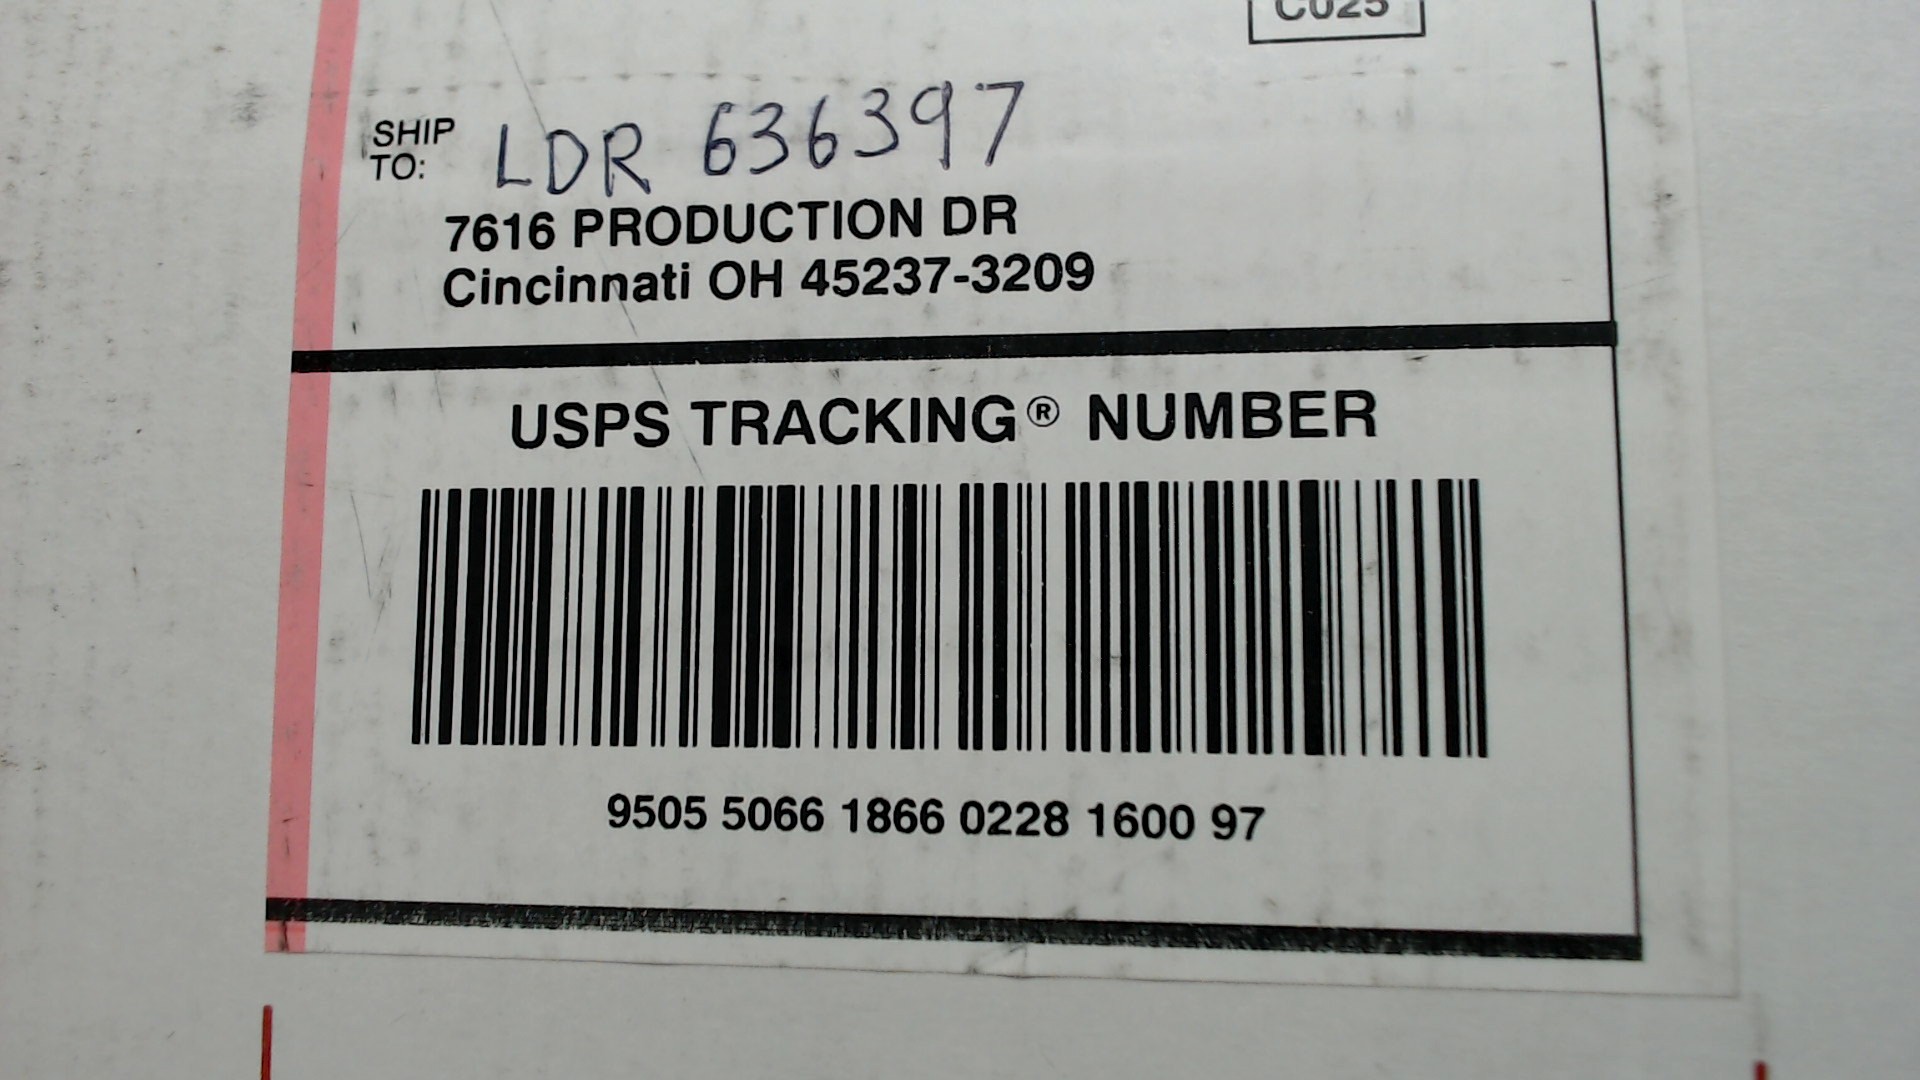 C025
SHIP
TO:
LDR 636397
7616 PRODUCTION DR
Cincinnati OH 45237-3209
USPS TRACKING® NUMBER
9505 5066 1866 0228 1600 97